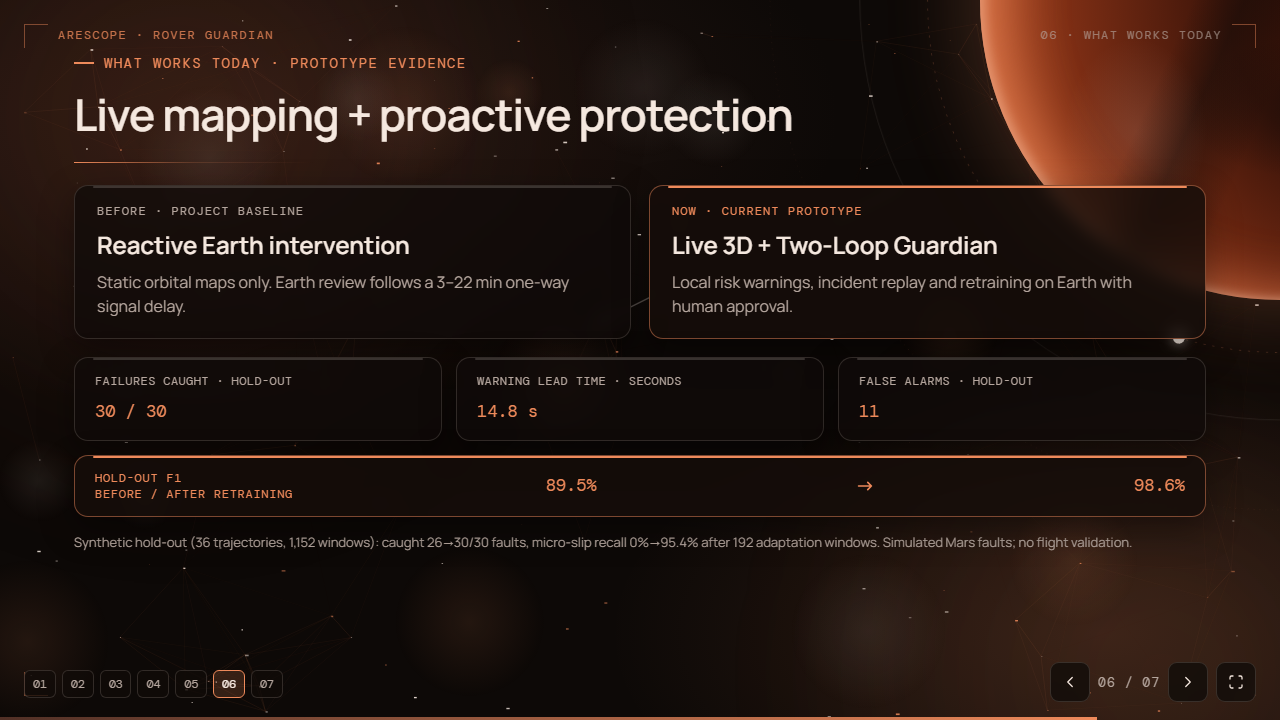 ARESCOPE · ROVER GUARDIAN
06 · WHAT WORKS TODAY
WHAT WORKS TODAY · PROTOTYPE EVIDENCE
Live mapping + proactive protection
BEFORE · PROJECT BASELINE
Reactive Earth intervention
Static orbital maps only. Earth review follows a 3–22 min one-way
signal delay.
NOW · CURRENT PROTOTYPE
Live 3D + Two-Loop Guardian
Local risk warnings, incident replay and retraining on Earth with
human approval.
FAILURES CAUGHT · HOLD-OUT
30 / 30
WARNING LEAD TIME · SECONDS
14.8 s
FALSE ALARMS · HOLD-OUT
11
HOLD-OUT F1
BEFORE / AFTER RETRAINING
89.5% → 98.6%
Synthetic hold-out (36 trajectories, 1,152 windows): caught 26→30/30 faults, micro-slip recall 0%→95.4% after 192 adaptation windows. Simulated Mars faults; no flight validation.
01 02 03 04 05 06 07
06 / 07